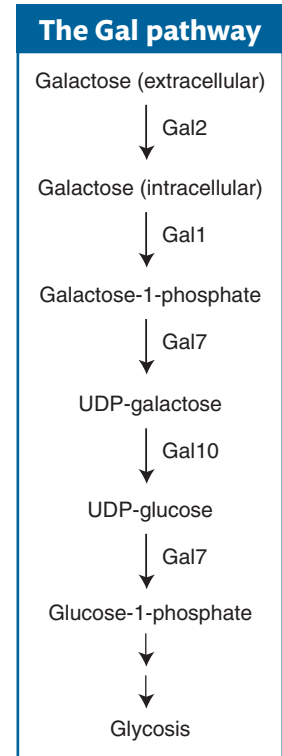 The Gal pathway
Galactose (extracellular)
Gal2
Galactose (intracellular)
Gal1
Galactose-1-phosphate
Gal7
UDP-galactose
Gal10
UDP-glucose
Gal7
Glucose-1-phosphate
Glycosis